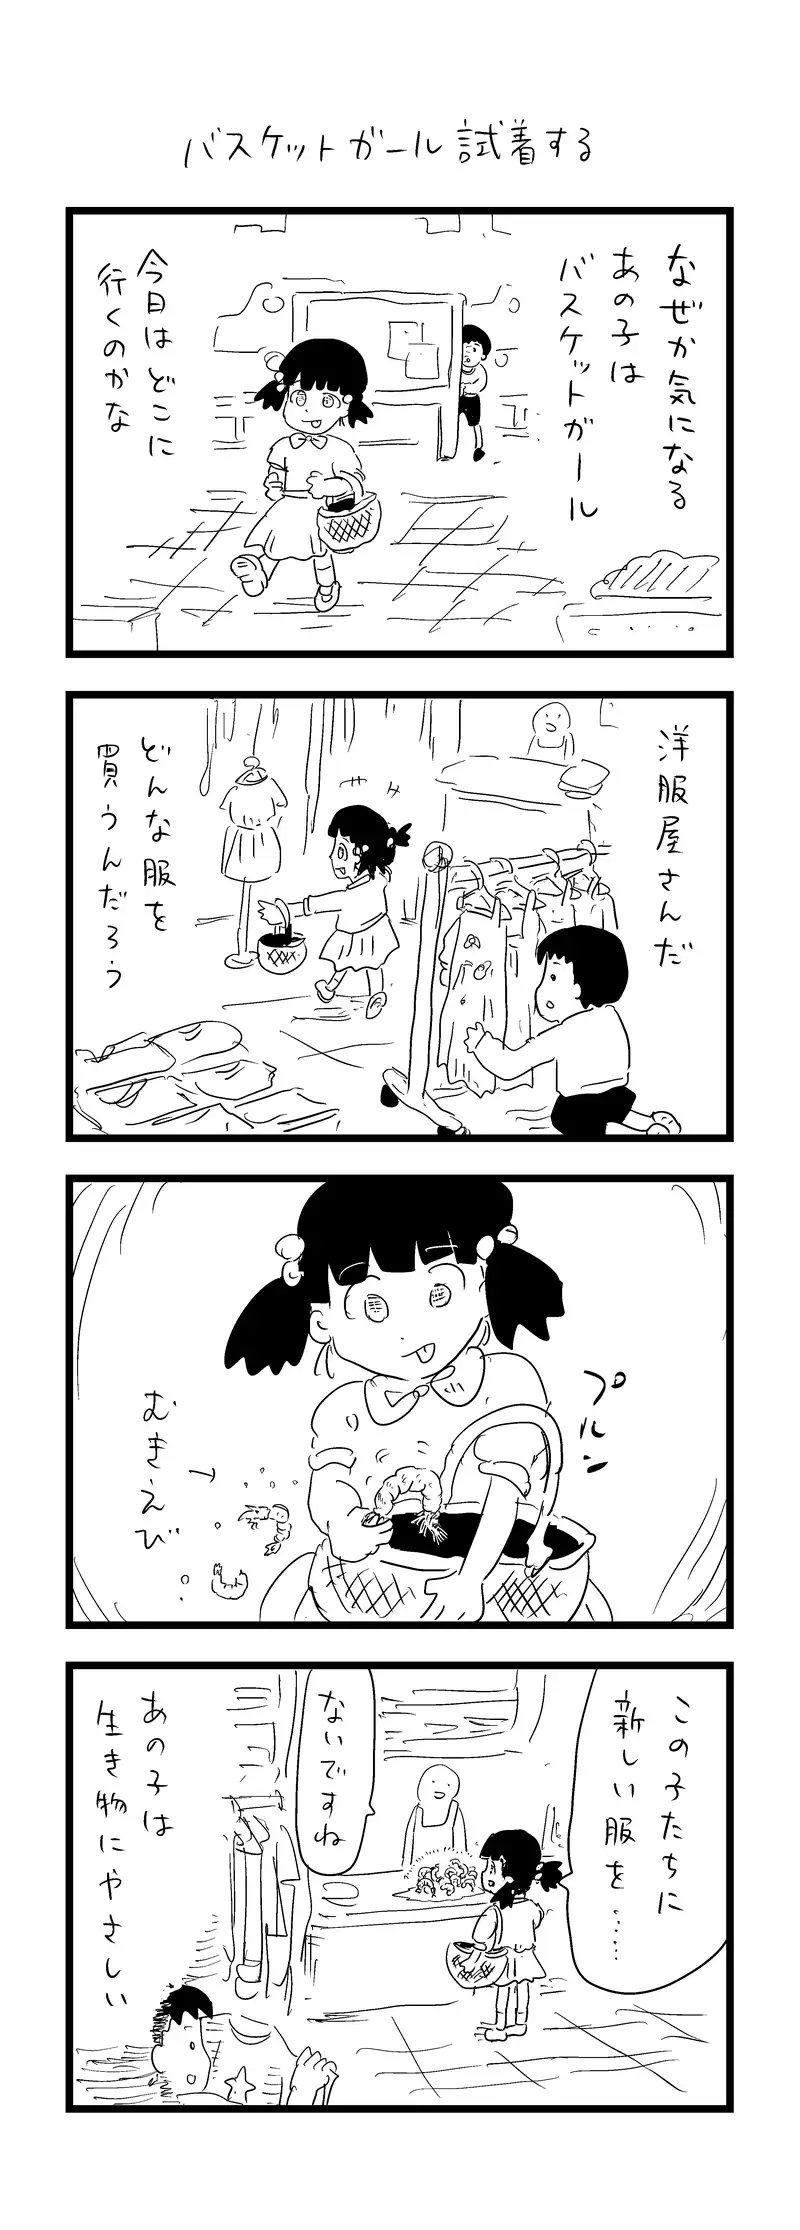 バスケットガール試着する
なぜか気になる
あの子は
バスケットガール
今日はどこに
行くのかな
洋服屋さんだ
どんな服を
買うんだろう
プルン
むきえび
この子たちに
新しい服を……
ないですね
あの子は
生き物にやさしい